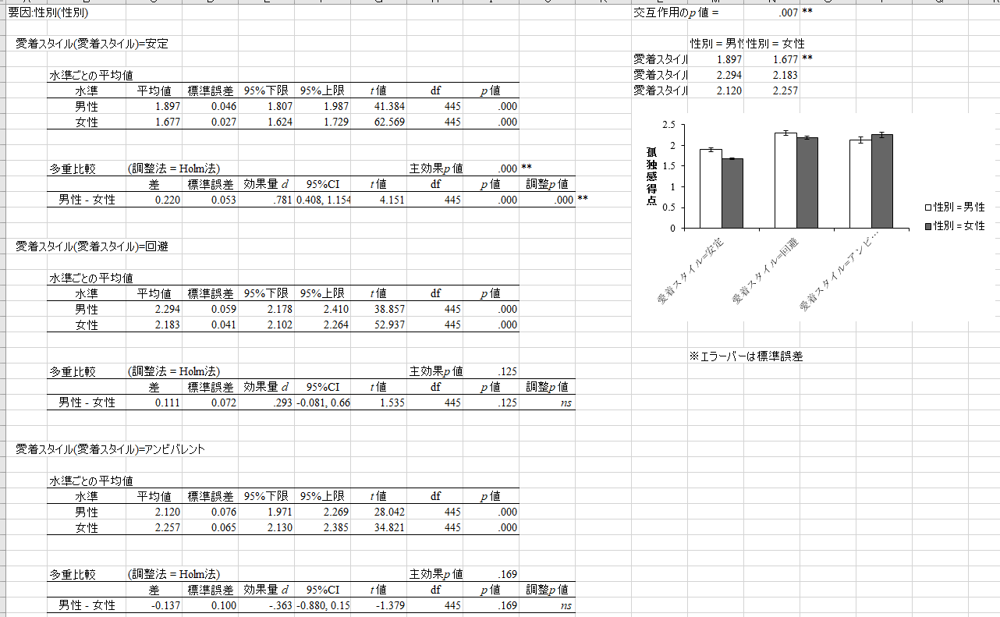 要因:性別(性別)
愛着スタイル(愛着スタイル)=安定
水準ごとの平均値
水準 平均値 標準誤差 95%下限 95%上限 t 値 df p 値
男性 1.897 0.046 1.807 1.987 41.384 445 .000
女性 1.677 0.027 1.624 1.729 62.569 445 .000
多重比較 (調整法 = Holm法) 主効果p 値 .000 **
差 標準誤差 効果量 d 95%CI t 値 df p 値 調整p 値
男性 - 女性 0.220 0.053 .781 0.408, 1.154 4.151 445 .000 .000 **
愛着スタイル(愛着スタイル)=回避
水準ごとの平均値
水準 平均値 標準誤差 95%下限 95%上限 t 値 df p 値
男性 2.294 0.059 2.178 2.410 38.857 445 .000
女性 2.183 0.041 2.102 2.264 52.937 445 .000
多重比較 (調整法 = Holm法) 主効果p 値 .125
差 標準誤差 効果量 d 95%CI t 値 df p 値 調整p 値
男性 - 女性 0.111 0.072 .293 -0.081, 0.66 1.535 445 .125 ns
愛着スタイル(愛着スタイル)=アンビバレント
水準ごとの平均値
水準 平均値 標準誤差 95%下限 95%上限 t 値 df p 値
男性 2.120 0.076 1.971 2.269 28.042 445 .000
女性 2.257 0.065 2.130 2.385 34.821 445 .000
多重比較 (調整法 = Holm法) 主効果p 値 .169
差 標準誤差 効果量 d 95%CI t 値 df p 値 調整p 値
男性 - 女性 -0.137 0.100 -.363 -0.880, 0.15 -1.379 445 .169 ns
交互作用のp 値 = .007 **
性別 = 男性 性別 = 女性
愛着スタイル 1.897 1.677 **
愛着スタイル 2.294 2.183
愛着スタイル 2.120 2.257
孤独感得点
2.5
2
1.5
1
0.5
0
愛着スタイル=安定
愛着スタイル=回避
愛着スタイル=アンビ…
性別 = 男性
性別 = 女性
※エラーバーは標準誤差